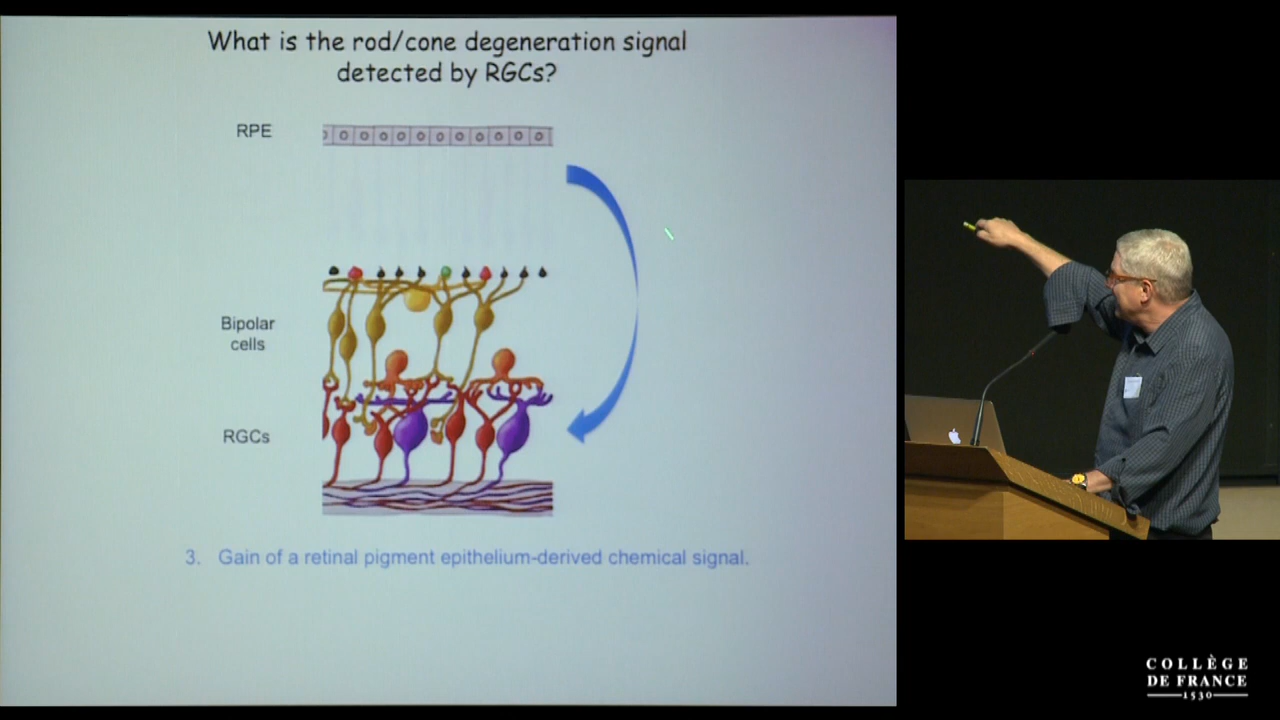 What is the rod/cone degeneration signal
detected by RGCs?
RPE
Bipolar
cells
RGCs
3. Gain of a retinal pigment epithelium-derived chemical signal.
COLLÈGE
DE FRANCE
1530